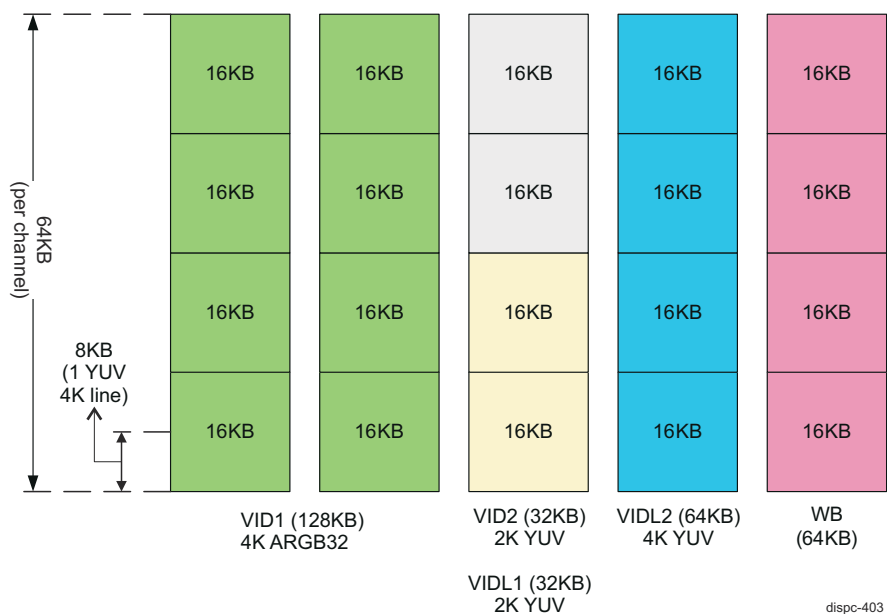 16KB 16KB 16KB 16KB 16KB
16KB 16KB 16KB 16KB 16KB
64KB
(per channel)
16KB 16KB 16KB 16KB 16KB
8KB
(1 YUV
4K line)
16KB 16KB 16KB 16KB 16KB
VID1 (128KB)
4K ARGB32
VID2 (32KB)
2K YUV
VIDL1 (32KB)
2K YUV
VIDL2 (64KB)
4K YUV
WB
(64KB)
dispc-403